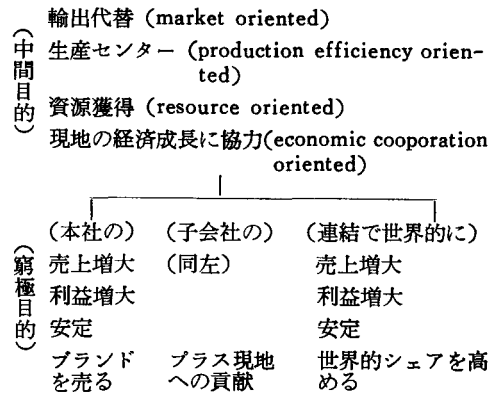 (中間目的)
輸出代替 (market oriented)
生産センター (production efficiency orien-
ted)
資源獲得 (resource oriented)
現地の経済成長に協力(economic cooporation
oriented)
(窮極目的)
(本社の) (子会社の) (連結で世界的に)
売上増大 (同左) 売上増大
利益増大 利益増大
安定 安定
ブランド プラス現地 世界的シェアを高
を売る への貢献 める